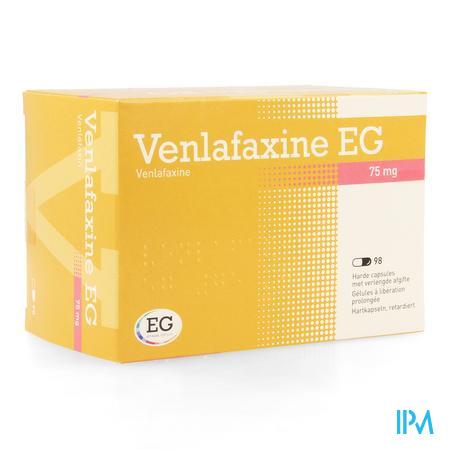 Venlafaxine EG
Venlafaxine
75 mg
98
Harde capsules
met verlengde afgifte
Gélules à libération
prolongée
Hartkapseln, retardiert
EG
Venlafaxine EG
75 mg
IPM